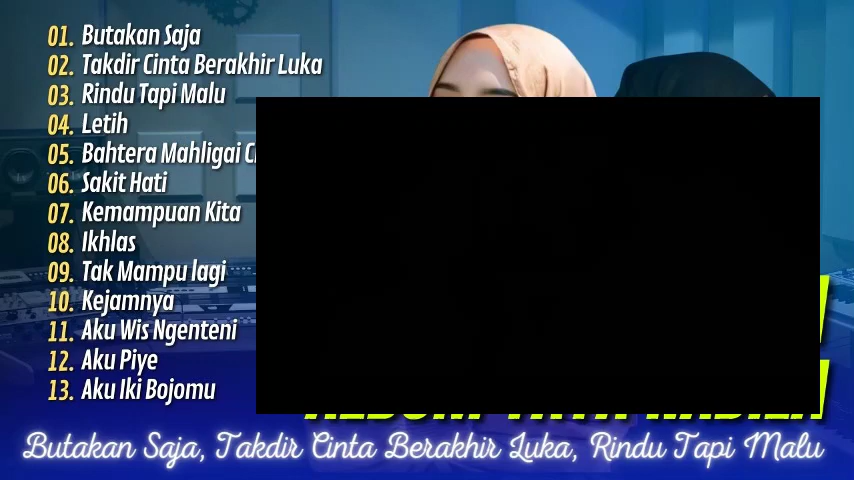 01. Butakan Saja
02. Takdir Cinta Berakhir Luka
03. Rindu Tapi Malu
04. Letih
05. Bahtera Mahligai
06. Sakit Hati
07. Kemampuan Kita
08. Ikhlas
09. Tak Mampu lagi
10. Kejamnya
11. Aku Wis Ngenteni
12. Aku Piye
13. Aku Iki Bojomu
Butakan Saja, Takdir Cinta Berakhir Luka, Rindu Tapi Malu